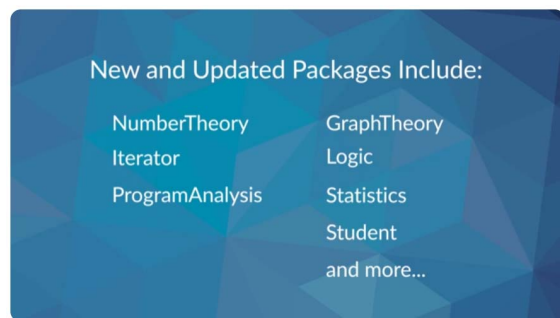 New and Updated Packages Include:
NumberTheory
Iterator
ProgramAnalysis
GraphTheory
Logic
Statistics
Student
and more...